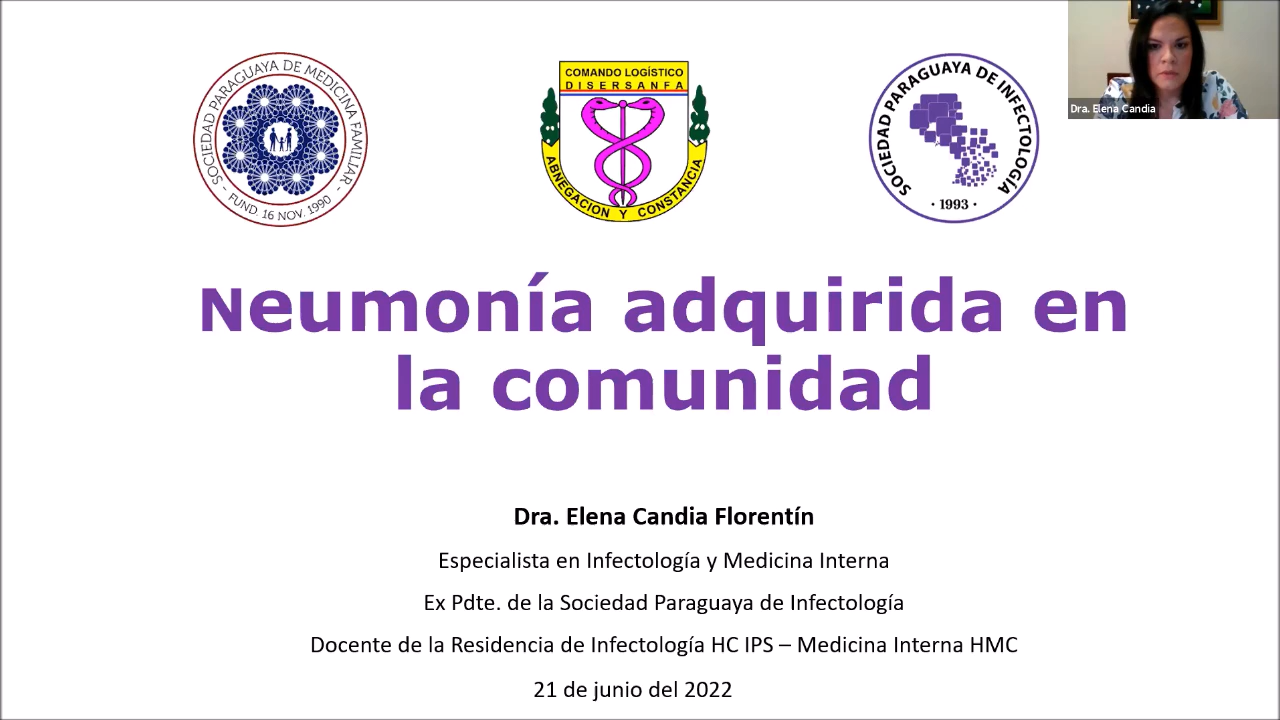 SOCIEDAD PARAGUAYA DE MEDICINA FAMILIAR
- FUND. 16 NOV. 1990 -
COMANDO LOGÍSTICO
DISERSANFA
ABNEGACION Y CONSTANCIA
SOCIEDAD PARAGUAYA DE INFECTOLOGÍA
• 1993 •
Dra. Elena Candia
Neumonía adquirida en
la comunidad
Dra. Elena Candia Florentín
Especialista en Infectología y Medicina Interna
Ex Pdte. de la Sociedad Paraguaya de Infectología
Docente de la Residencia de Infectología HC IPS – Medicina Interna HMC
21 de junio del 2022